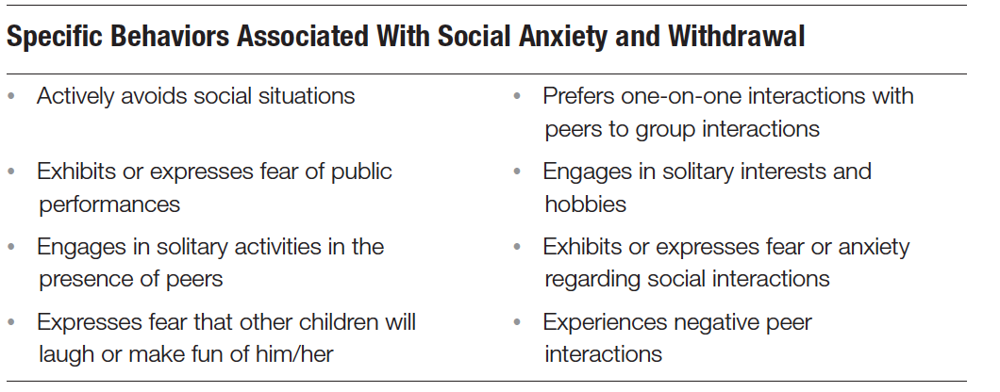 Specific Behaviors Associated With Social Anxiety and Withdrawal
• Actively avoids social situations
• Prefers one-on-one interactions with
peers to group interactions
• Exhibits or expresses fear of public
performances
• Engages in solitary interests and
hobbies
• Engages in solitary activities in the
presence of peers
• Exhibits or expresses fear or anxiety
regarding social interactions
• Expresses fear that other children will
laugh or make fun of him/her
• Experiences negative peer
interactions